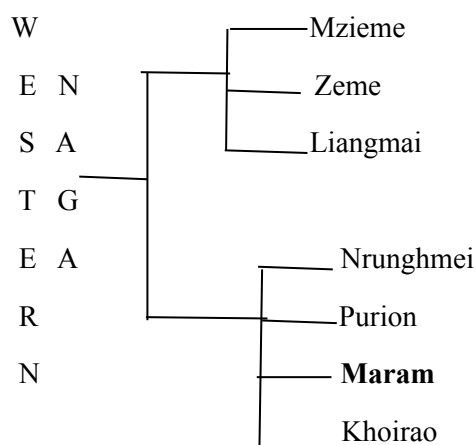 W
Mzieme
E N
Zeme
S A
Liangmai
T G
E A
Nrunghmei
R
Purion
N
Maram
Khoirao